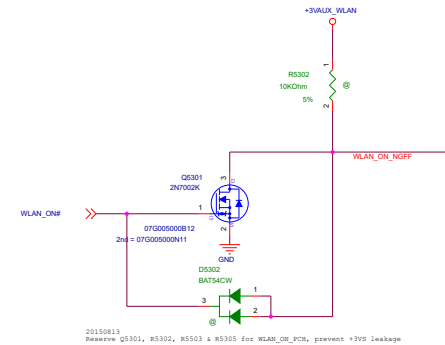 +3VAUX_WLAN
1
R5302
10KOhm
@
5%
2
WLAN_ON_NGFF
Q5301
2N7002K
3
D
WLAN_ON#
1
G
S
2
07G005000B12
2nd = 07G005000N11
GND
D5302
BAT54CW
1
3
2
@
20150813
Reserve Q5301, R5302, R5503 & R5305 for WLAN_ON_PCH, prevent +3VS leakage